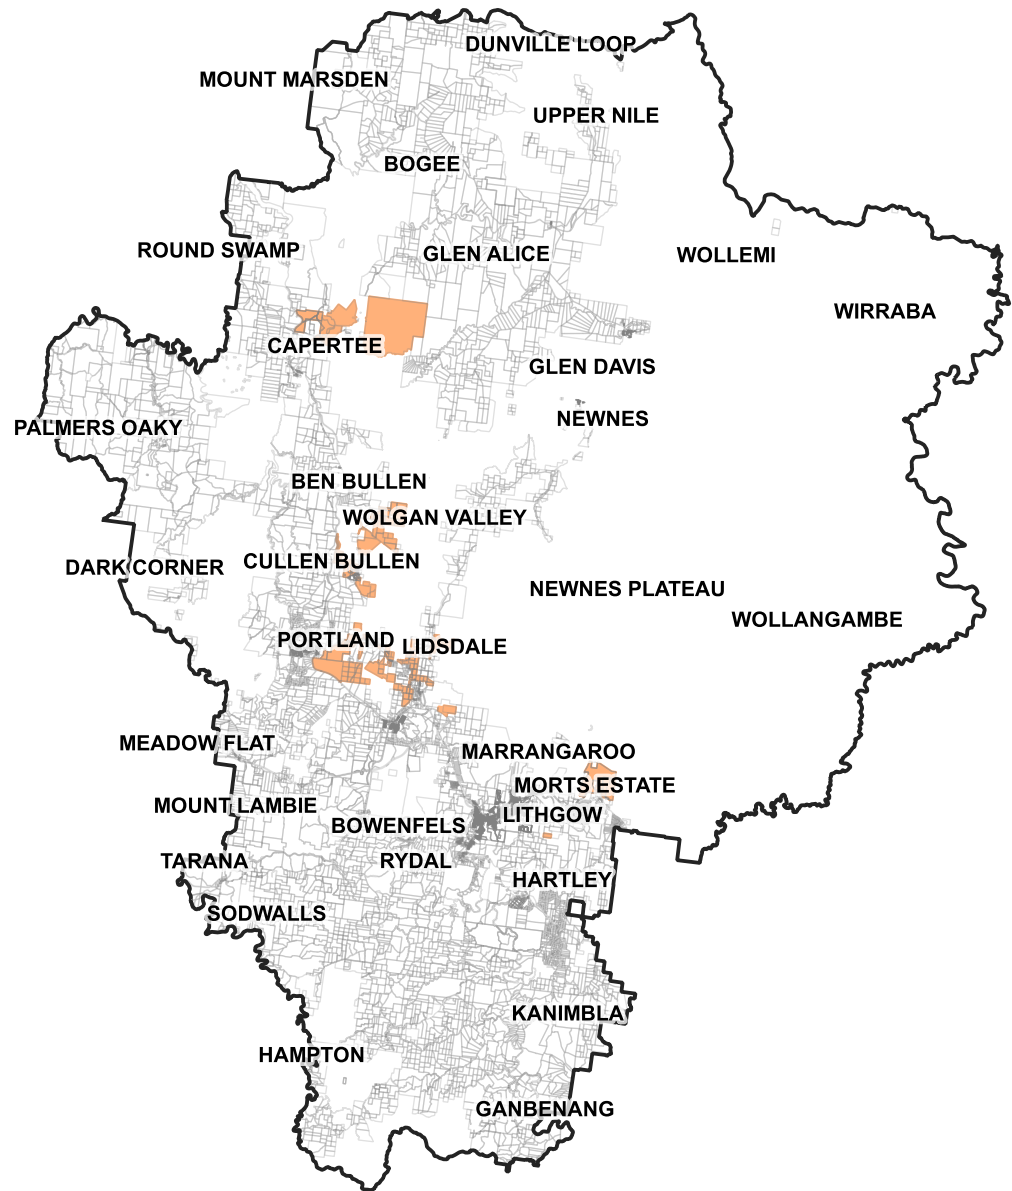 DUNVILLE LOOP
MOUNT MARSDEN
UPPER NILE
BOGEE
ROUND SWAMP
GLEN ALICE
WOLLEMI
WIRRABA
CAPERTEE
GLEN DAVIS
NEWNES
PALMERS OAKY
BEN BULLEN
WOLGAN VALLEY
CULLEN BULLEN
DARK CORNER
NEWNES PLATEAU
WOLLANGAMBE
PORTLAND
LIDSDALE
MEADOW FLAT
MARRANGAROO
MORTS ESTATE
MOUNT LAMBIE
LITHGOW
BOWENFELS
TARANA
RYDAL
HARTLEY
SODWALLS
KANIMBLA
HAMPTON
GANBENANG